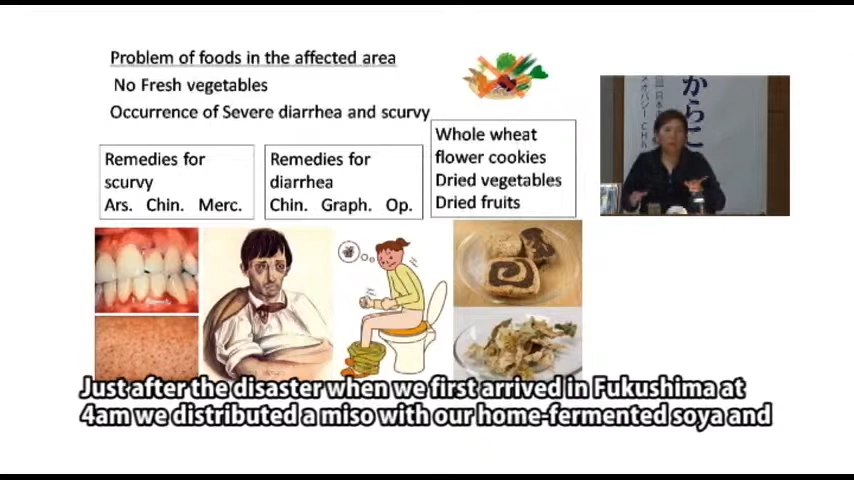 Problem of foods in the affected area
No Fresh vegetables
Occurrence of Severe diarrhea and scurvy
Remedies for
scurvy
Ars. Chin. Merc.
Remedies for
diarrhea
Chin. Graph. Op.
Whole wheat
flower cookies
Dried vegetables
Dried fruits
からこ
Just after the disaster when we first arrived in Fukushima at
4am we distributed a miso with our home-fermented soya and